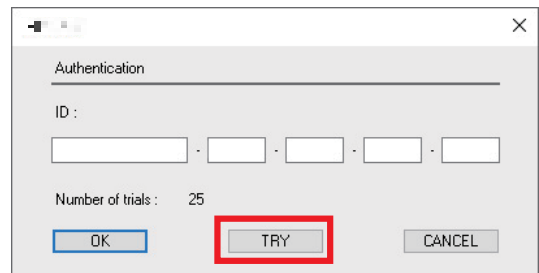 Authentication
ID :
- - - -
Number of trials : 25
OK TRY CANCEL